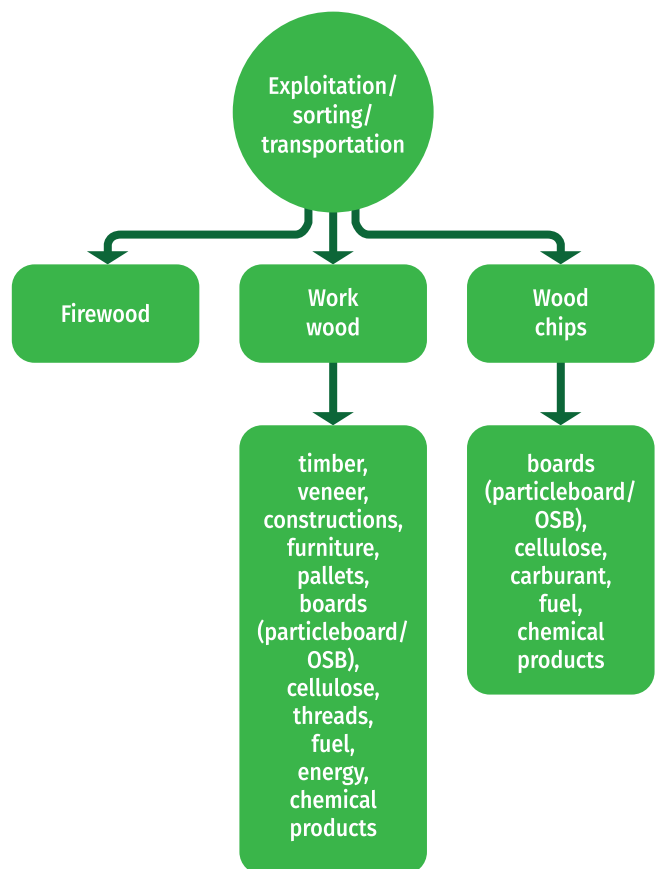 Exploitation/
sorting/
transportation
Firewood
Work
wood
Wood
chips
timber,
veneer,
constructions,
furniture,
pallets,
boards
(particleboard/
OSB),
cellulose,
threads,
fuel,
energy,
chemical
products
boards
(particleboard/
OSB),
cellulose,
carburant,
fuel,
chemical
products